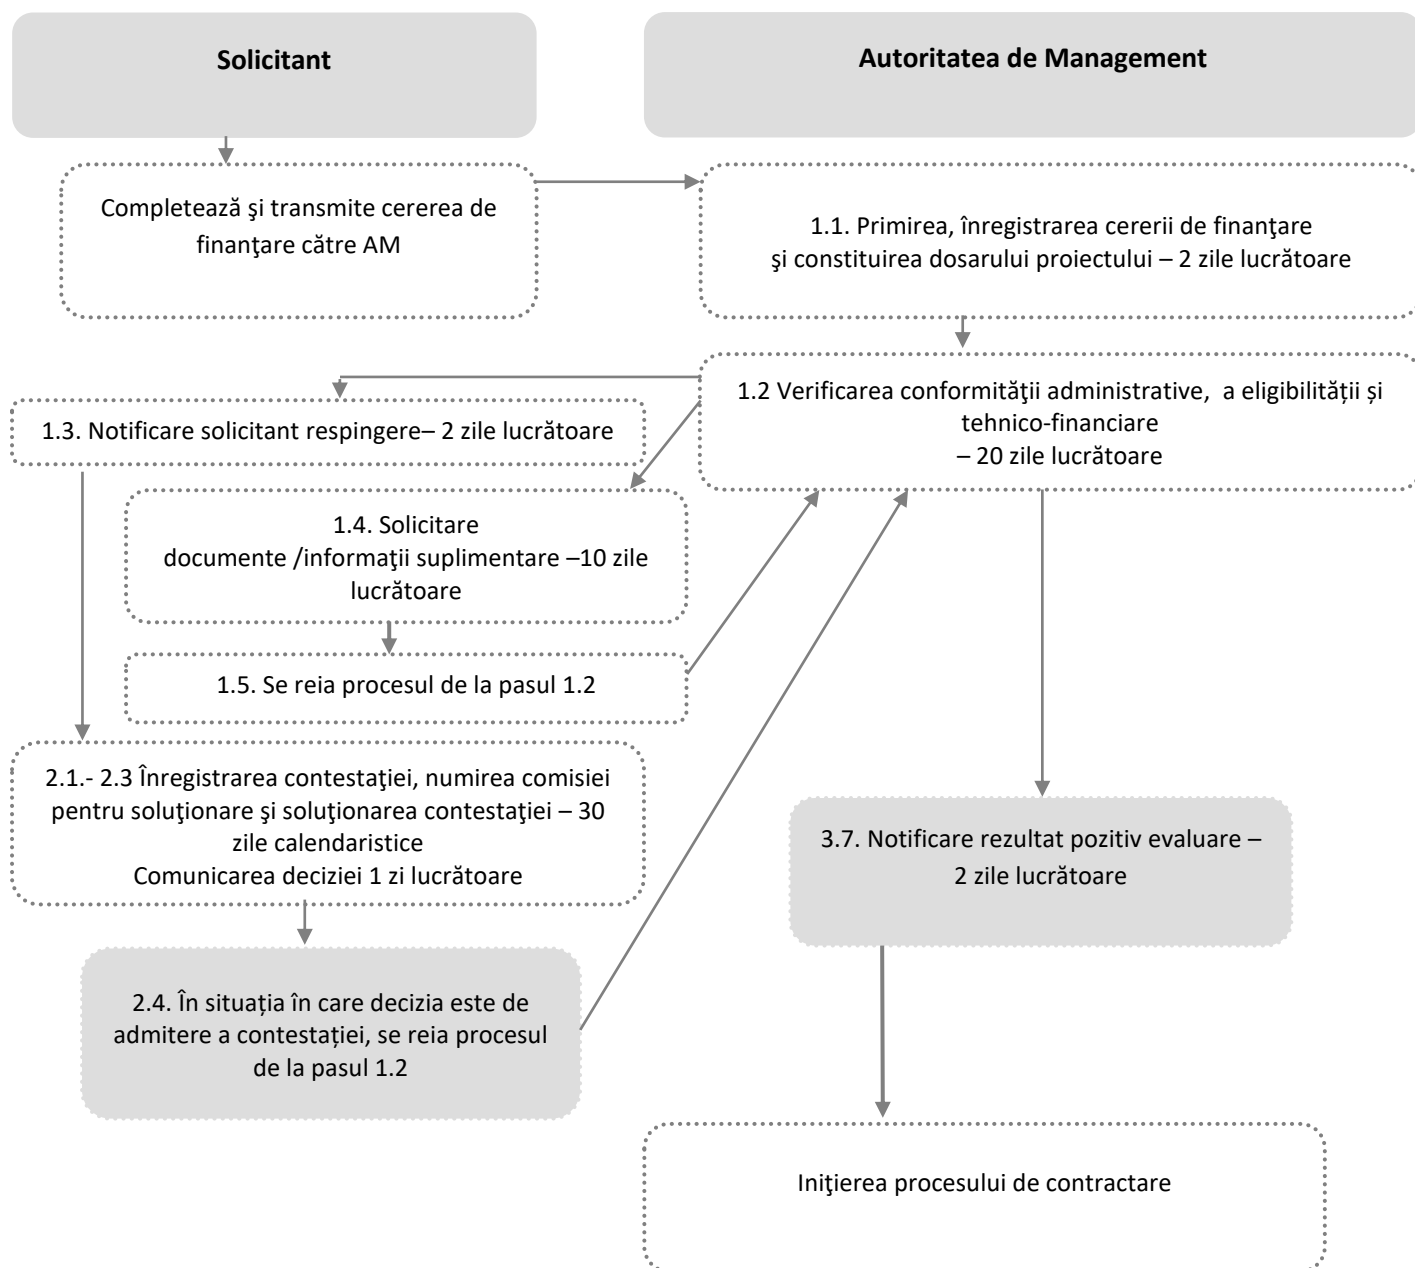 Solicitant
Autoritatea de Management
Completează şi transmite cererea de
finanţare către AM
1.1. Primirea, înregistrarea cererii de finanţare
şi constituirea dosarului proiectului – 2 zile lucrătoare
1.2 Verificarea conformităţii administrative,  a eligibilității și
tehnico-financiare
– 20 zile lucrătoare
1.3. Notificare solicitant respingere– 2 zile lucrătoare
1.4. Solicitare
documente /informaţii suplimentare –10 zile
lucrătoare
1.5. Se reia procesul de la pasul 1.2
2.1.- 2.3 Înregistrarea contestaţiei, numirea comisiei
pentru soluţionare şi soluţionarea contestaţiei – 30
zile calendaristice
Comunicarea deciziei 1 zi lucrătoare
3.7. Notificare rezultat pozitiv evaluare –
2 zile lucrătoare
2.4. În situația în care decizia este de
admitere a contestației, se reia procesul
de la pasul 1.2
Iniţierea procesului de contractare